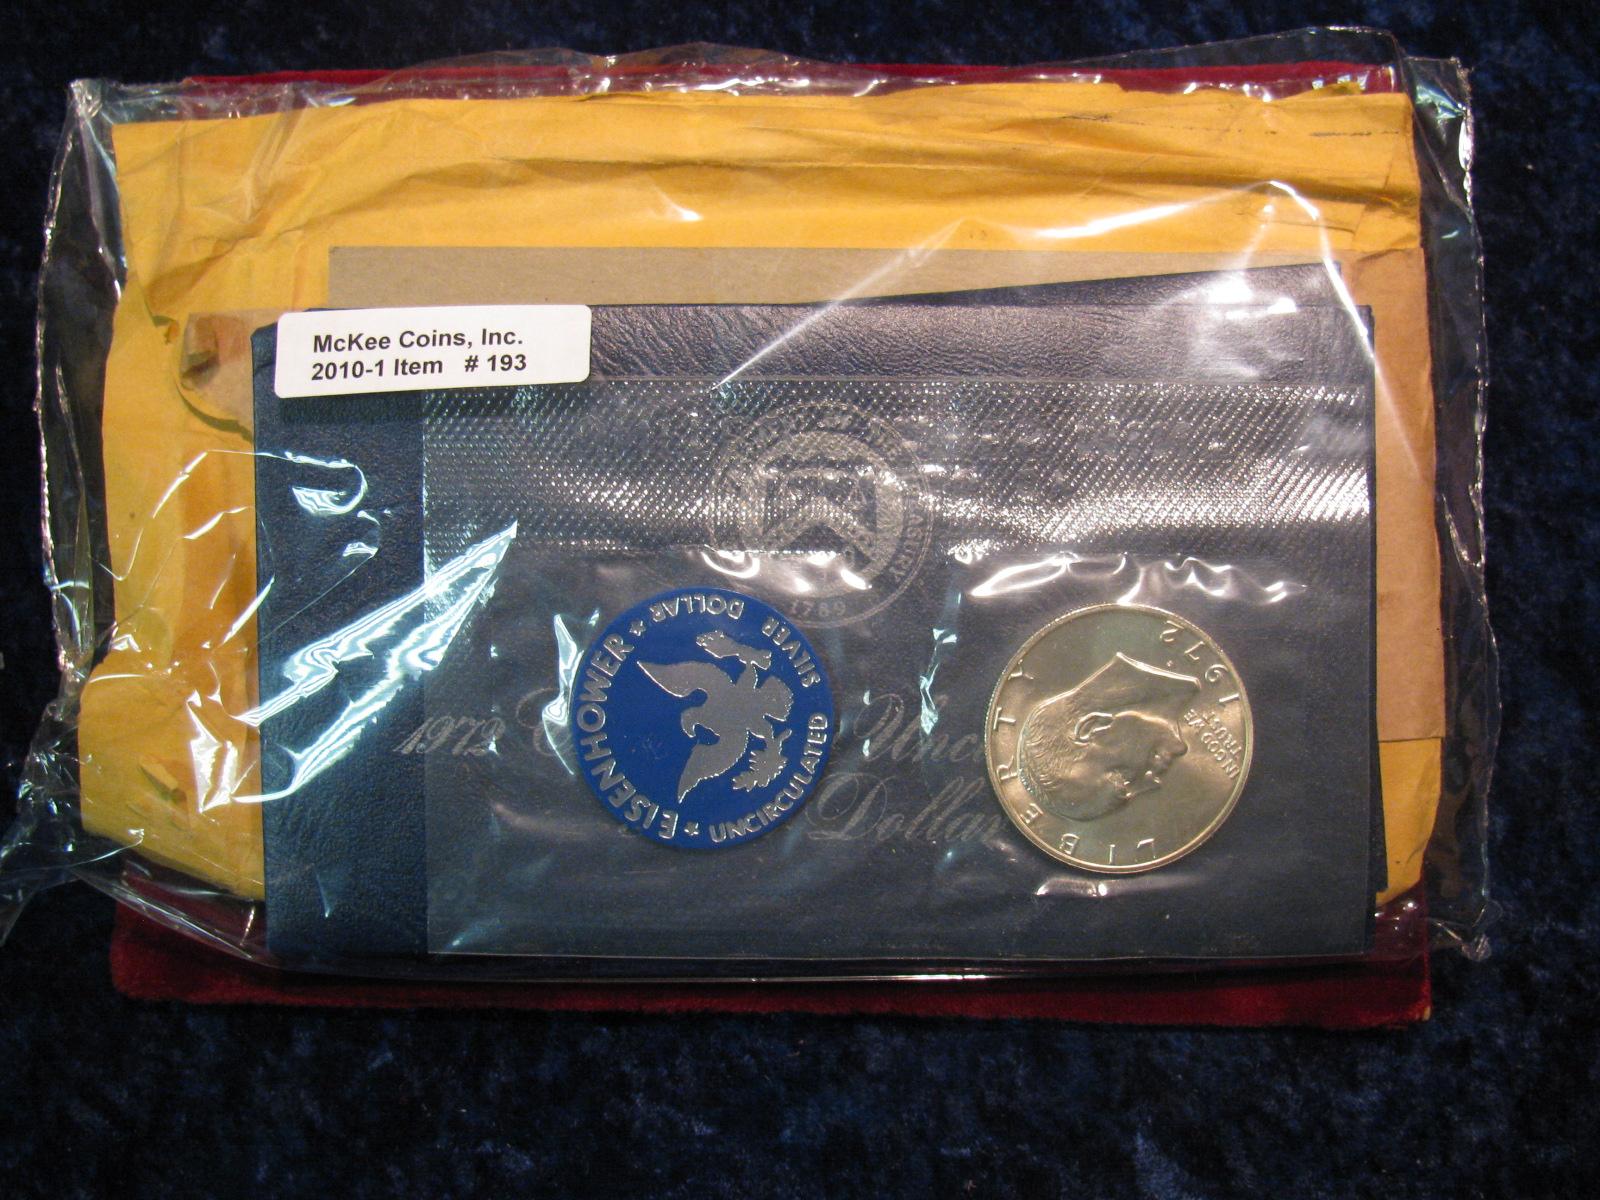 McKee Coins, Inc.
2010-1 Item # 193
1789
1972
Dollar
EISENHOWER ★ SILVER DOLLAR ★ UNCIRCULATED
LIBERTY
IN GOD WE
TRUST
1972